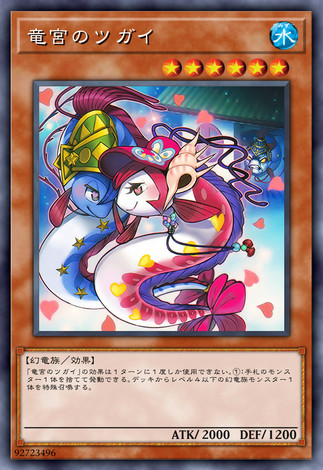 竜宮のツガイ
水
【幻竜族／効果】
「竜宮のツガイ」の効果は１ターンに１度しか使用できない。①：手札のモンス
ター１体を捨てて発動できる。デッキからレベル４以下の幻竜族モンスター１
体を特殊召喚する。
ATK/ 2000 DEF/ 1200
92723496